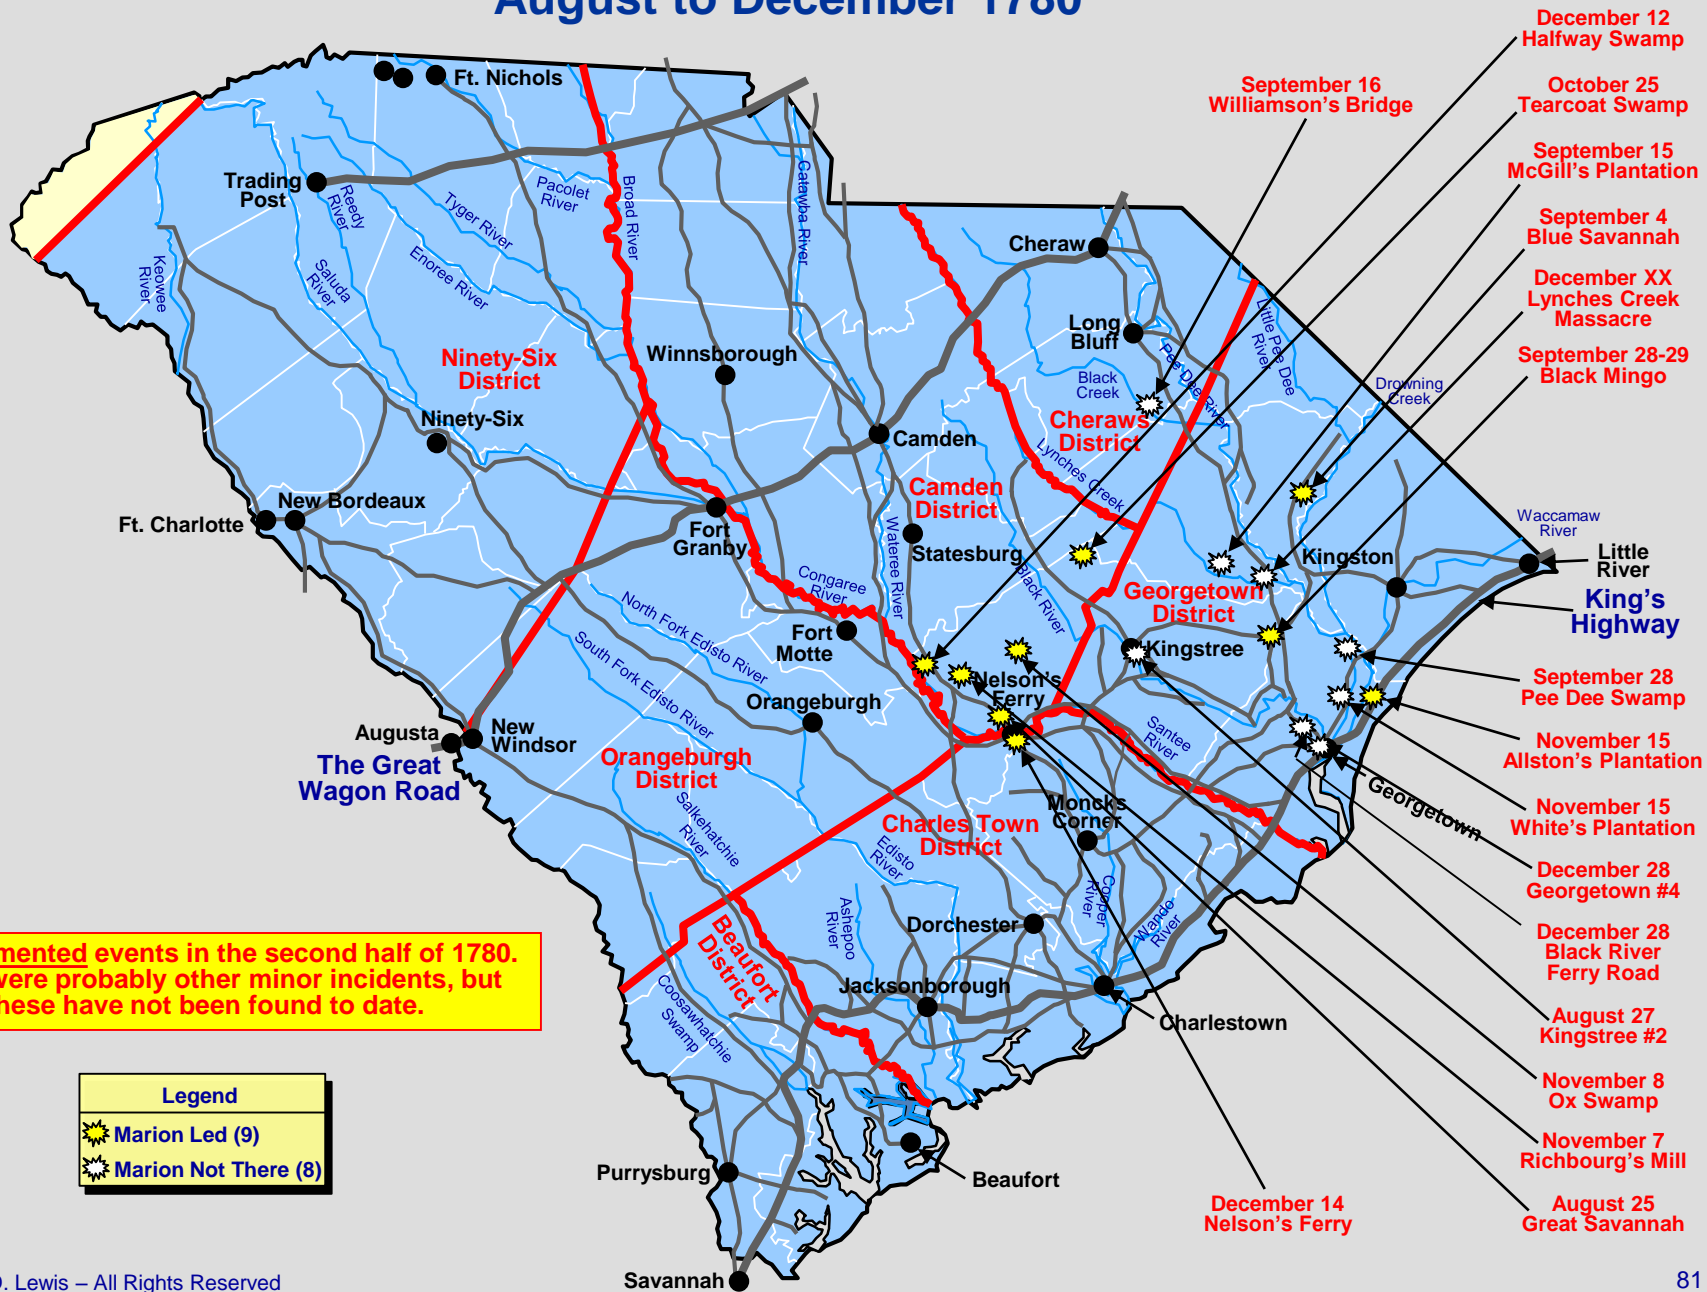 August to December 1780
December 12
Halfway Swamp
September 16
Williamson's Bridge
October 25
Tearcoat Swamp
September 15
McGill's Plantation
September 4
Blue Savannah
December XX
Lynches Creek
Massacre
September 28-29
Black Mingo
Ft. Nichols
Trading
Post
Reedy
River
Pacolet
River
Tyger River
Enoree River
Broad River
Catawba River
Keowee
River
Saluda
River
Cheraw
Long
Bluff
Little Pee Dee
River
Pee Dee River
Black
Creek
Drowning
Creek
Ninety-Six
District
Winnsborough
Ninety-Six
Camden
Cheraws
District
Lynches Creek
Camden
District
New Bordeaux
Ft. Charlotte
Fort
Granby
Wateree River
Statesburg
Congaree
River
Black River
Waccamaw
River
Kingston
Little
River
Georgetown
District
King's
Highway
North Fork Edisto River
South Fork Edisto River
Fort
Motte
Kingstree
Nelson's
Ferry
Orangeburgh
September 28
Pee Dee Swamp
Augusta
New
Windsor
The Great
Wagon Road
Orangeburgh
District
Santee
River
November 15
Allston's Plantation
Salkehatchie
River
Moncks
Corner
Georgetown
November 15
White's Plantation
Charles Town
District
Edisto
River
December 28
Georgetown #4
Cooper
River
Wando
River
Ashepoo
River
Dorchester
December 28
Black River
Ferry Road
Beaufort
District
mented events in the second half of 1780.
were probably other minor incidents, but
hese have not been found to date.
Coosawhatchie
Swamp
Jacksonborough
Charlestown
August 27
Kingstree #2
Legend
Marion Led (9)
Marion Not There (8)
November 8
Ox Swamp
November 7
Richbourg's Mill
Purrysburg
Beaufort
December 14
Nelson's Ferry
August 25
Great Savannah
Savannah
. Lewis – All Rights Reserved
81